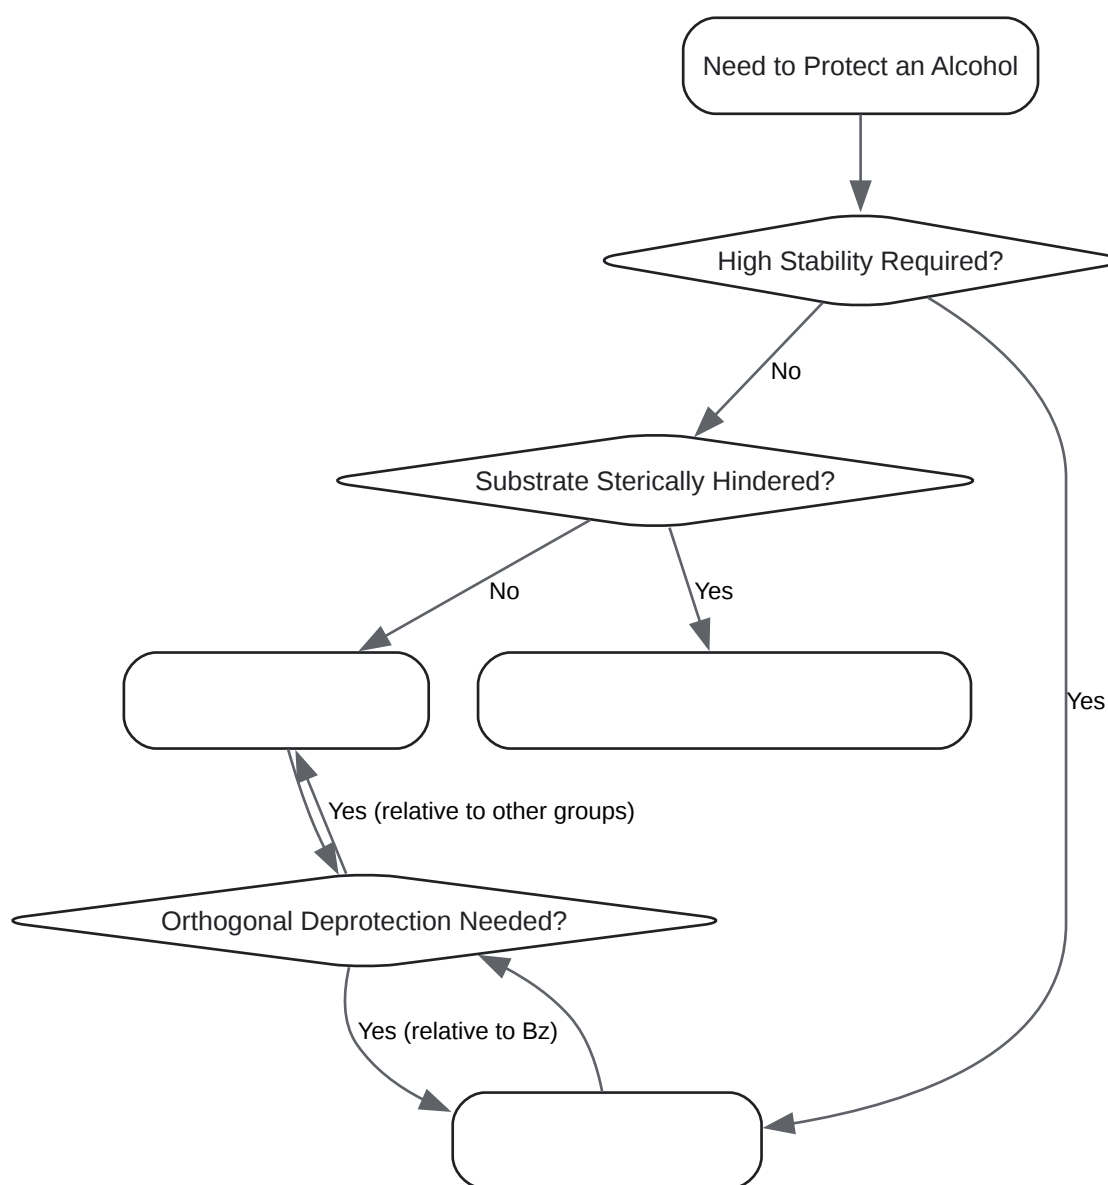 Need to Protect an Alcohol
High Stability Required?
No
Substrate Sterically Hindered?
No
Yes
Yes
Yes (relative to other groups)
Orthogonal Deprotection Needed?
Yes (relative to Bz)